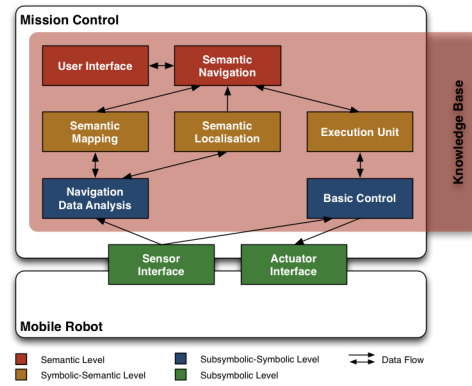 Mission Control
User Interface
Semantic
Navigation
Semantic
Mapping
Semantic
Localisation
Execution Unit
Knowledge Base
Navigation
Data Analysis
Basic Control
Sensor
Interface
Actuator
Interface
Mobile Robot
Semantic Level
Subsymbolic-Symbolic Level
Data Flow
Symbolic-Semantic Level
Subsymbolic Level